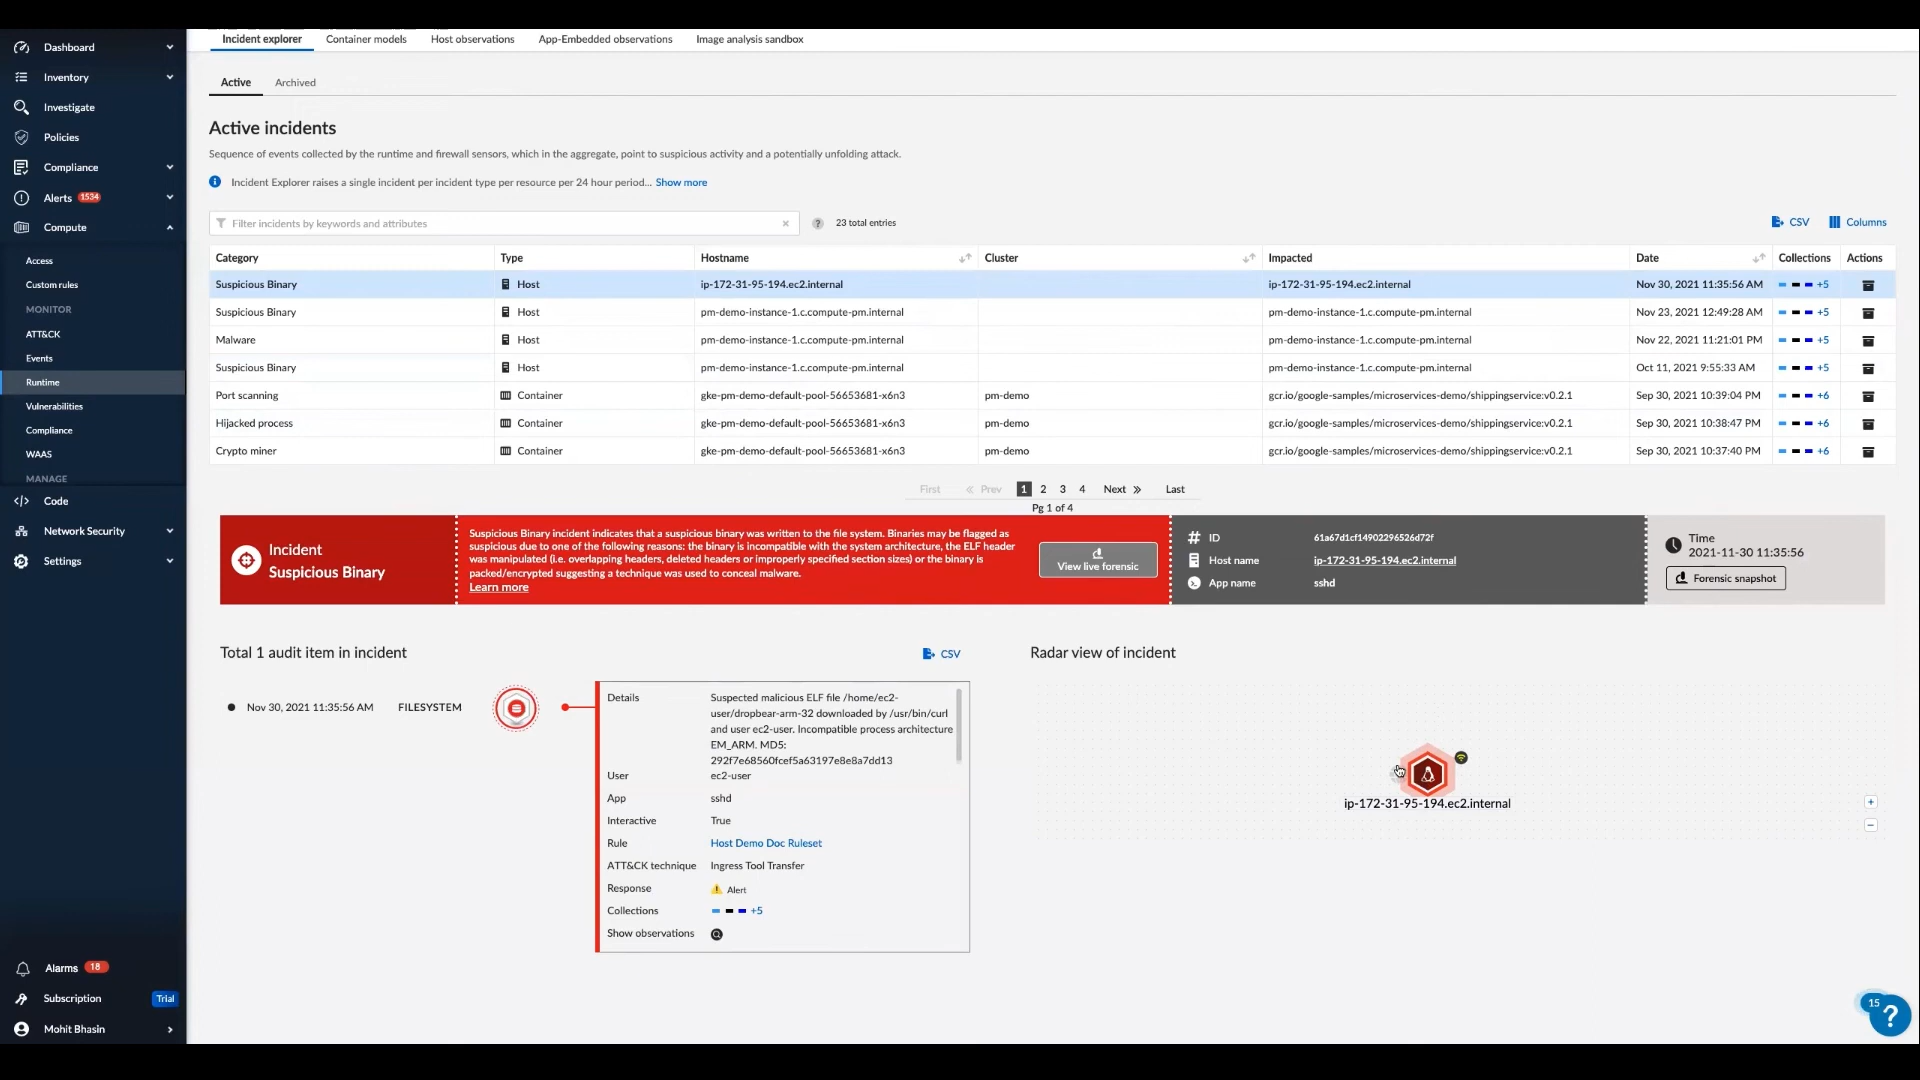 Dashboard
Inventory
Investigate
Policies
Compliance
Alerts 1534
Compute
Access
Custom rules
MONITOR
ATT&CK
Events
Runtime
Vulnerabilities
Compliance
WAAS
MANAGE
Code
Network Security
Settings
Alarms 18
Subscription Trial
Mohit Bhasin
Incident explorer Container models Host observations App-Embedded observations Image analysis sandbox
Active Archived
Active incidents
Sequence of events collected by the runtime and firewall sensors, which in the aggregate, point to suspicious activity and a potentially unfolding attack.
Incident Explorer raises a single incident per incident type per resource per 24 hour period... Show more
Filter incidents by keywords and attributes × ? 23 total entries CSV Columns
Category Type Hostname Cluster Impacted Date Collections Actions
Suspicious Binary Host ip-172-31-95-194.ec2.internal ip-172-31-95-194.ec2.internal Nov 30, 2021 11:35:56 AM +5
Suspicious Binary Host pm-demo-instance-1.c.compute-pm.internal pm-demo-instance-1.c.compute-pm.internal Nov 23, 2021 12:49:28 AM +5
Malware Host pm-demo-instance-1.c.compute-pm.internal pm-demo-instance-1.c.compute-pm.internal Nov 22, 2021 11:21:01 PM +5
Suspicious Binary Host pm-demo-instance-1.c.compute-pm.internal pm-demo-instance-1.c.compute-pm.internal Oct 11, 2021 9:55:33 AM +5
Port scanning Container gke-pm-demo-default-pool-56653681-x6n3 pm-demo gcr.io/google-samples/microservices-demo/shippingservice:v0.2.1 Sep 30, 2021 10:39:04 PM +6
Hijacked process Container gke-pm-demo-default-pool-56653681-x6n3 pm-demo gcr.io/google-samples/microservices-demo/shippingservice:v0.2.1 Sep 30, 2021 10:38:47 PM +6
Crypto miner Container gke-pm-demo-default-pool-56653681-x6n3 pm-demo gcr.io/google-samples/microservices-demo/shippingservice:v0.2.1 Sep 30, 2021 10:37:40 PM +6
First « Prev 1 2 3 4 Next » Last
Pg 1 of 4
Incident
Suspicious Binary
Suspicious Binary incident indicates that a suspicious binary was written to the file system. Binaries may be flagged as
suspicious due to one of the following reasons: the binary is incompatible with the system architecture, the ELF header
was manipulated (i.e. overlapping headers, deleted headers or improperly specified section sizes) or the binary is
packed/encrypted suggesting a technique was used to conceal malware.
Learn more
View live forensic
# ID 61a67d1cf14902296526d72f
Host name ip-172-31-95-194.ec2.internal
App name sshd
Time
2021-11-30 11:35:56
Forensic snapshot
Total 1 audit item in incident CSV
Nov 30, 2021 11:35:56 AM FILESYSTEM
Details Suspected malicious ELF file /home/ec2-
user/dropbear-arm-32 downloaded by /usr/bin/curl
and user ec2-user. Incompatible process architecture
EM_ARM. MD5:
292f7e68560fcef5a63197e8e8a7dd13
User ec2-user
App sshd
Interactive True
Rule Host Demo Doc Ruleset
ATT&CK technique Ingress Tool Transfer
Response Alert
Collections +5
Show observations
Radar view of incident
ip-172-31-95-194.ec2.internal
+
−
15
?